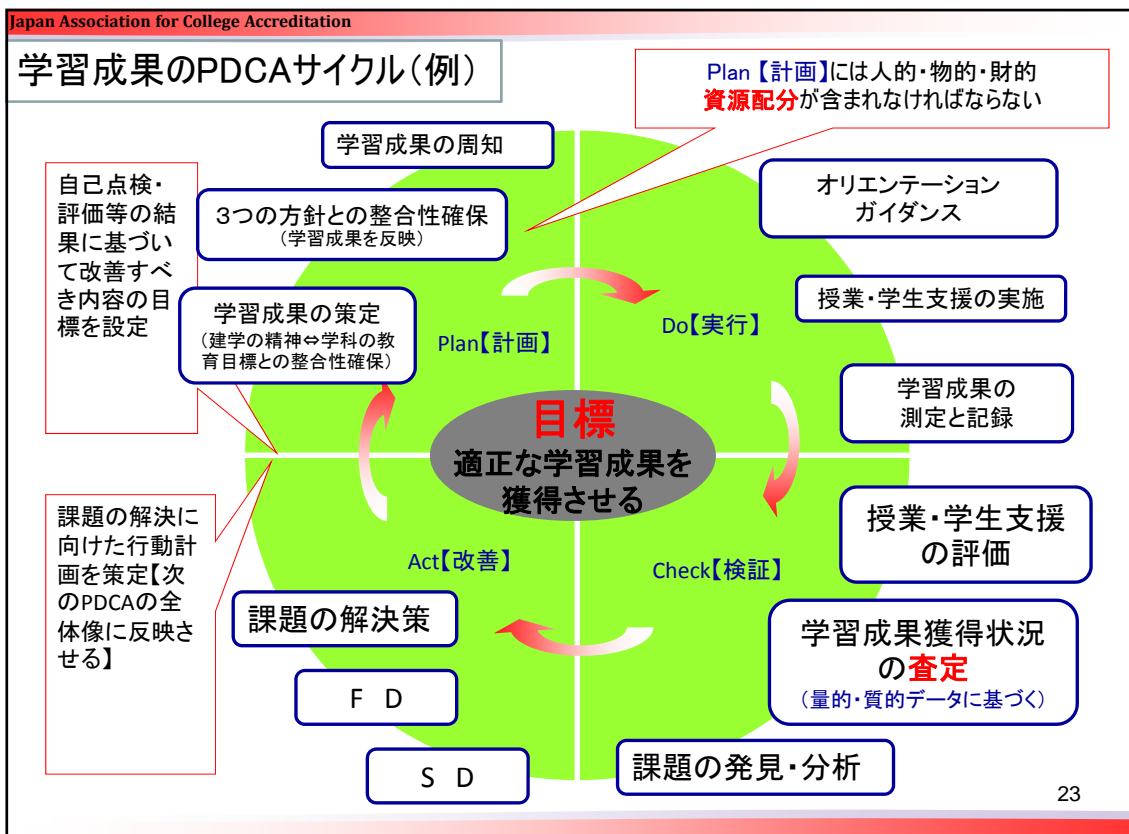 Japan Association for College Accreditation
学習成果のPDCAサイクル(例)
Plan【計画】には人的・物的・財的
資源配分が含まれなければならない
学習成果の周知
3つの方針との整合性確保
(学習成果を反映)
学習成果の策定
(建学の精神⇔学科の教
育目標との整合性確保)
自己点検・
評価等の結
果に基づい
て改善すべ
き内容の目
標を設定
Plan【計画】
Do【実行】
オリエンテーション
ガイダンス
授業・学生支援の実施
学習成果の
測定と記録
目標
適正な学習成果を
獲得させる
授業・学生支援
の評価
Check【検証】
学習成果獲得状況
の査定
(量的・質的データに基づく)
課題の発見・分析
Act【改善】
課題の解決策
F D
S D
課題の解決に
向けた行動計
画を策定【次
のPDCAの全
体像に反映さ
せる】
23